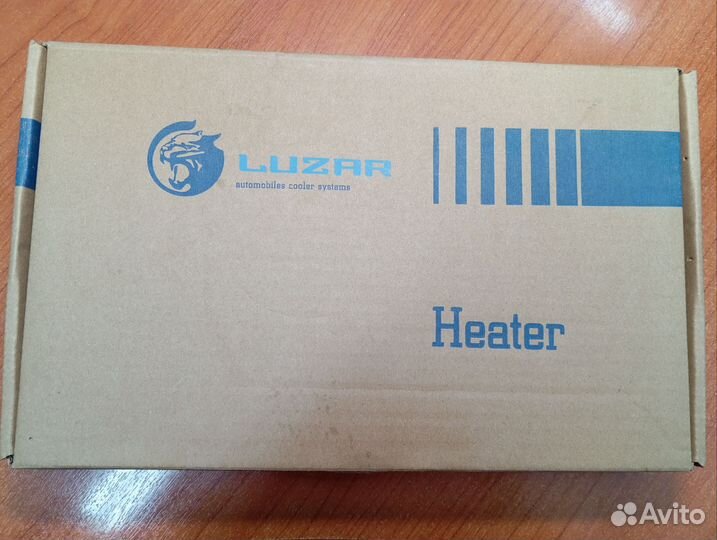 LUZAR
automobiles cooler systems
Heater
Avito